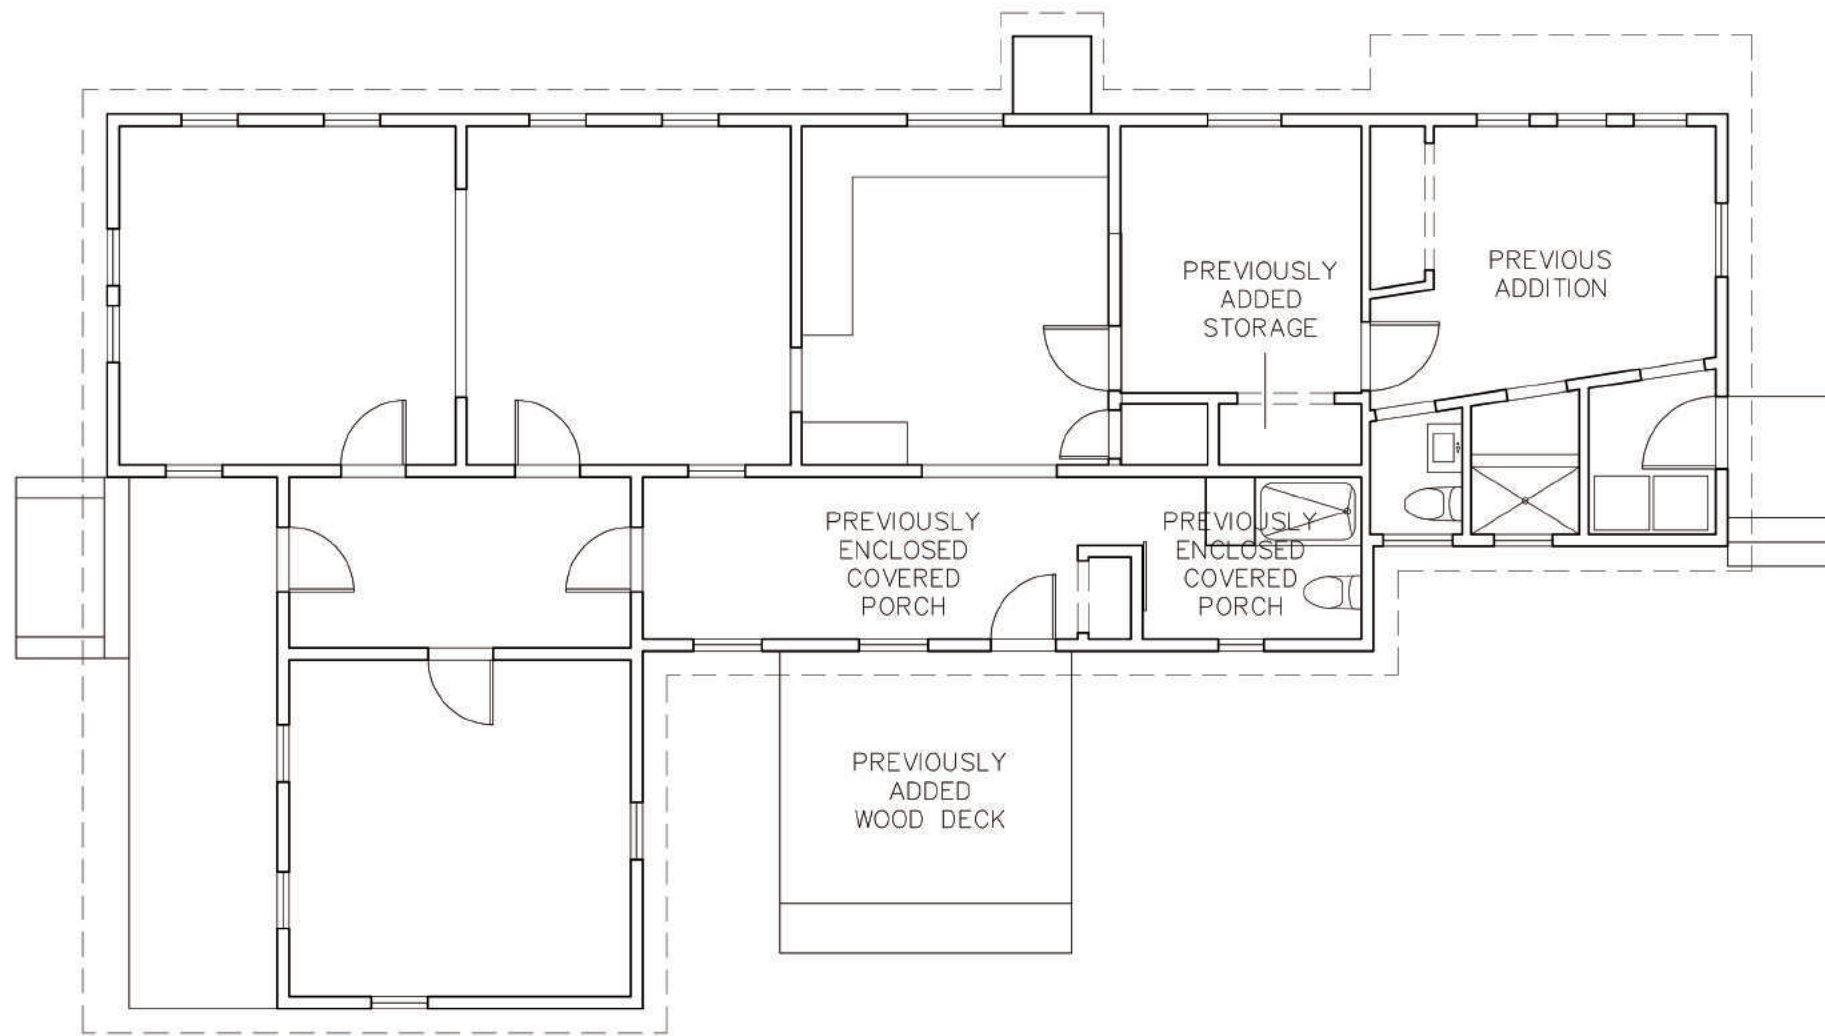 PREVIOUSLY
ADDED
STORAGE
PREVIOUS
ADDITION
PREVIOUSLY
ENCLOSED
COVERED
PORCH
PREVIOUSLY
ENCLOSED
COVERED
PORCH
PREVIOUSLY
ADDED
WOOD DECK